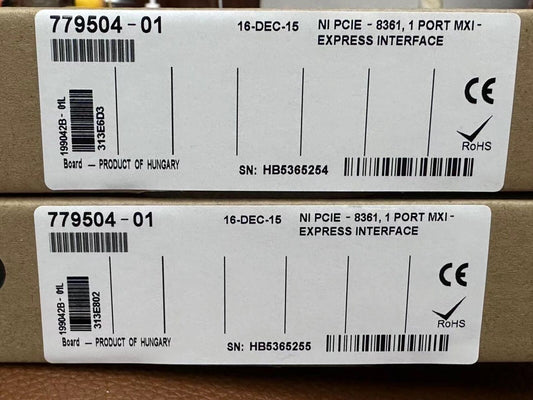 779504-01 16-DEC-15 NI PCIE - 8361, 1 PORT MXI-
EXPRESS INTERFACE
199042B - 01L
313E6D3
CE
RoHS
Board — PRODUCT OF HUNGARY SN: HB5365254
779504-01 16-DEC-15 NI PCIE - 8361, 1 PORT MXI-
EXPRESS INTERFACE
199042B - 01L
313E802
CE
RoHS
Board — PRODUCT OF HUNGARY SN: HB5365255